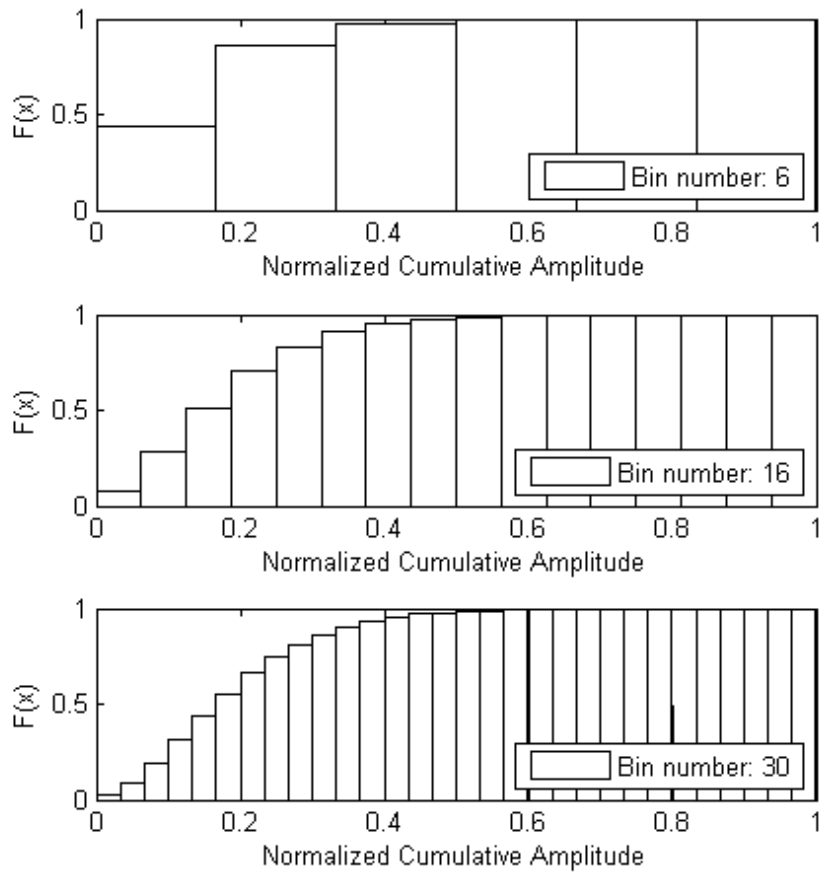 1
0.5
0
F(x)
0 0.2 0.4 0.6 0.8 1
Normalized Cumulative Amplitude
Bin number: 6
1
0.5
0
F(x)
0 0.2 0.4 0.6 0.8 1
Normalized Cumulative Amplitude
Bin number: 16
1
0.5
0
F(x)
0 0.2 0.4 0.6 0.8 1
Normalized Cumulative Amplitude
Bin number: 30